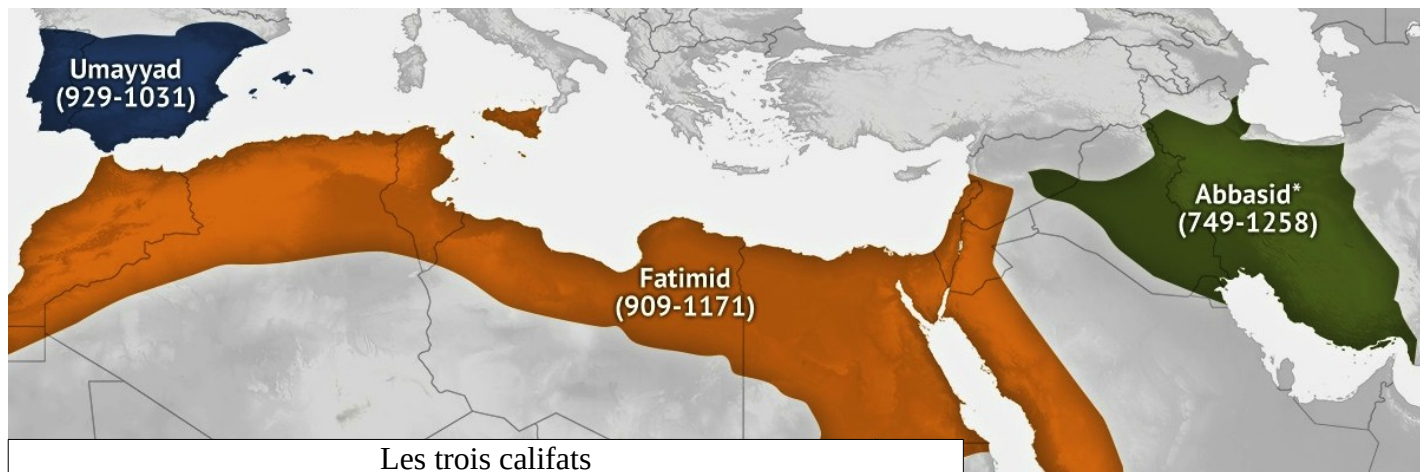 Umayyad
(929-1031)
Abbasid*
(749-1258)
Fatimid
(909-1171)
Les trois califats